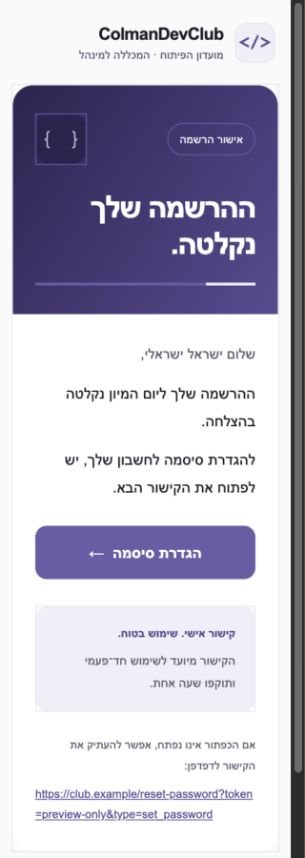 </>
ColmanDevClub
מועדון הפיתוח · המכללה למינהל
אישור הרשמה
{ }
ההרשמה שלך
נקלטה.
שלום ישראל ישראלי,
ההרשמה שלך ליום המיון נקלטה
בהצלחה.
להגדרת סיסמה לחשבון שלך, יש
לפתוח את הקישור הבא.
הגדרת סיסמה ←
קישור אישי. שימוש בטוח.
הקישור מיועד לשימוש חד־פעמי
ותוקפו שעה אחת.
אם הכפתור אינו נפתח, אפשר להעתיק את
הקישור לדפדפן:
https://club.example/reset-password?token
=preview-only&type=set_password